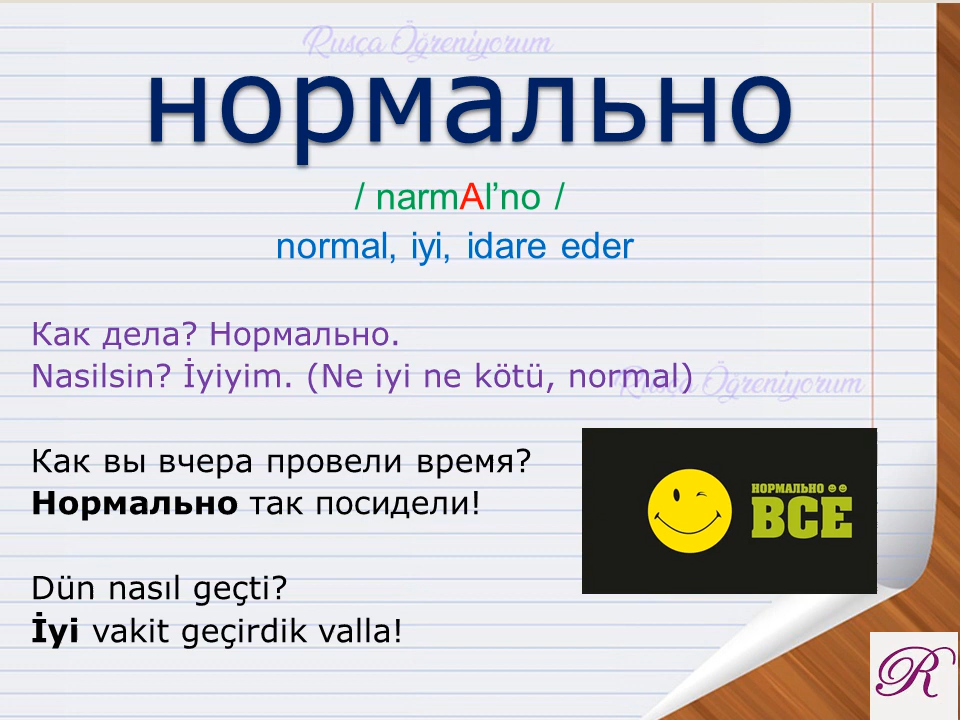 Rusça Öğreniyorum
нормально
/ narmAl’no /
normal, iyi, idare eder
Как дела? Нормально.
Nasilsin? İyiyim. (Ne iyi ne kötü, normal)
Rusça Öğreniyorum
Как вы вчера провели время?
Нормально так посидели!
НОРМАЛЬНО
ВСЕ
Dün nasıl geçti?
İyi vakit geçirdik valla!
R